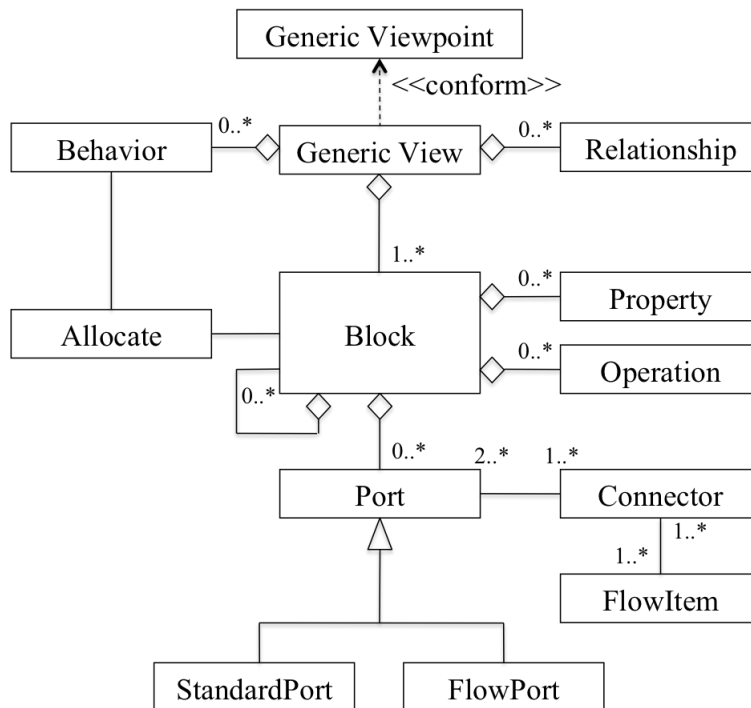 Generic Viewpoint
<<conform>>
0..*
0..*
Behavior
Generic View
Relationship
1..*
0..*
Property
Allocate
Block
0..*
Operation
0..*
0..*
2..*
1..*
Port
Connector
1..*
1..*
FlowItem
StandardPort
FlowPort